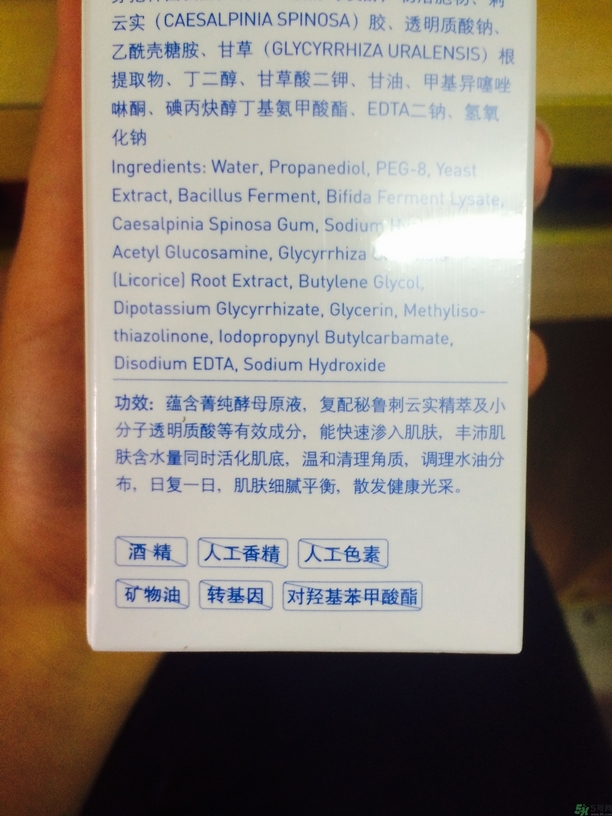 云实（CAESALPINIA SPINOSA）胶、透明质酸钠、
乙酰壳糖胺、甘草（GLYCYRRHIZA URALENSIS）根
提取物、丁二醇、甘草酸二钾、甘油、甲基异噻唑
啉酮、碘丙炔醇丁基氨甲酸酯、EDTA二钠、氢氧
化钠
Ingredients: Water, Propanediol, PEG-8, Yeast
Extract, Bacillus Ferment, Bifida Ferment Lysate,
Caesalpinia Spinosa Gum, Sodium
Acetyl Glucosamine, Glycyrrhiza
(Licorice) Root Extract, Butylene Glycol,
Dipotassium Glycyrrhizate, Glycerin, Methyliso-
thiazolinone, Iodopropynyl Butylcarbamate,
Disodium EDTA, Sodium Hydroxide
功效：蕴含菁纯酵母原液，复配秘鲁刺云实精萃及小
分子透明质酸等有效成分，能快速渗入肌肤，丰沛肌
肤含水量同时活化肌底，温和清理角质，调理水油分
布，日复一日，肌肤细腻平衡，散发健康光采。
酒精 人工香精 人工色素
矿物油 转基因 对羟基苯甲酸酯